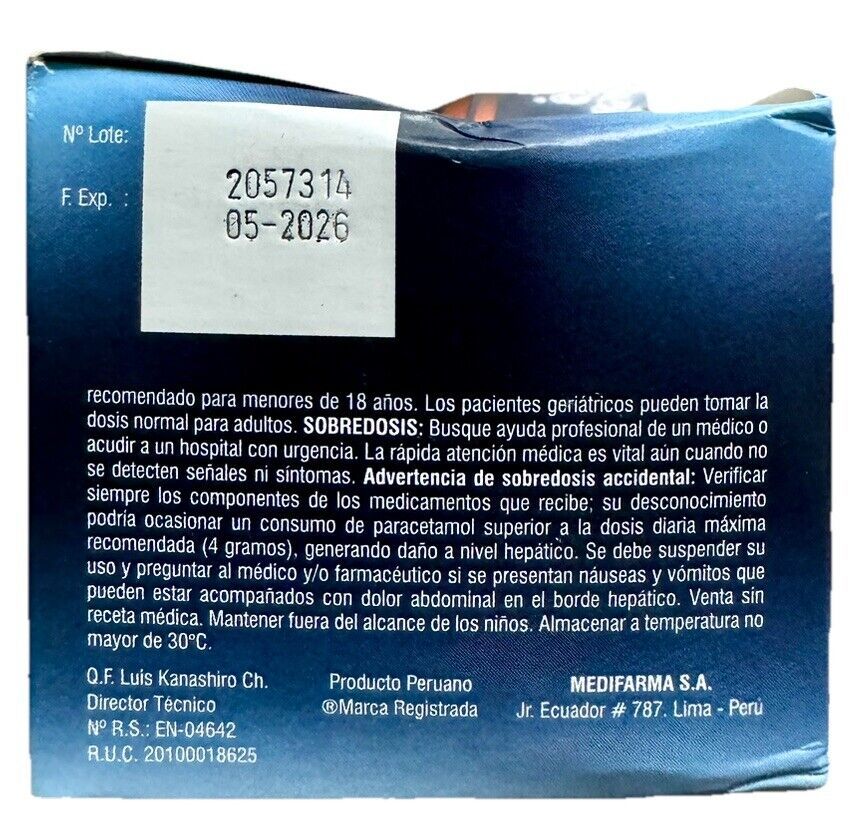 Nº Lote: 2057314
F. Exp. : 05-2026
recomendado para menores de 18 años. Los pacientes geriátricos pueden tomar la
dosis normal para adultos. SOBREDOSIS: Busque ayuda profesional de un médico o
acudir a un hospital con urgencia. La rápida atención médica es vital aún cuando no
se detecten señales ni síntomas. Advertencia de sobredosis accidental: Verificar
siempre los componentes de los medicamentos que recibe; su desconocimiento
podría ocasionar un consumo de paracetamol superior a la dosis diaria máxima
recomendada (4 gramos), generando daño a nivel hepático. Se debe suspender su
uso y preguntar al médico y/o farmacéutico si se presentan náuseas y vómitos que
pueden estar acompañados con dolor abdominal en el borde hepático. Venta sin
receta médica. Mantener fuera del alcance de los niños. Almacenar a temperatura no
mayor de 30°C.
Q.F. Luis Kanashiro Ch.
Director Técnico
Nº R.S.: EN-04642
R.U.C. 20100018625
Producto Peruano
®Marca Registrada
MEDIFARMA S.A.
Jr. Ecuador # 787. Lima - Perú